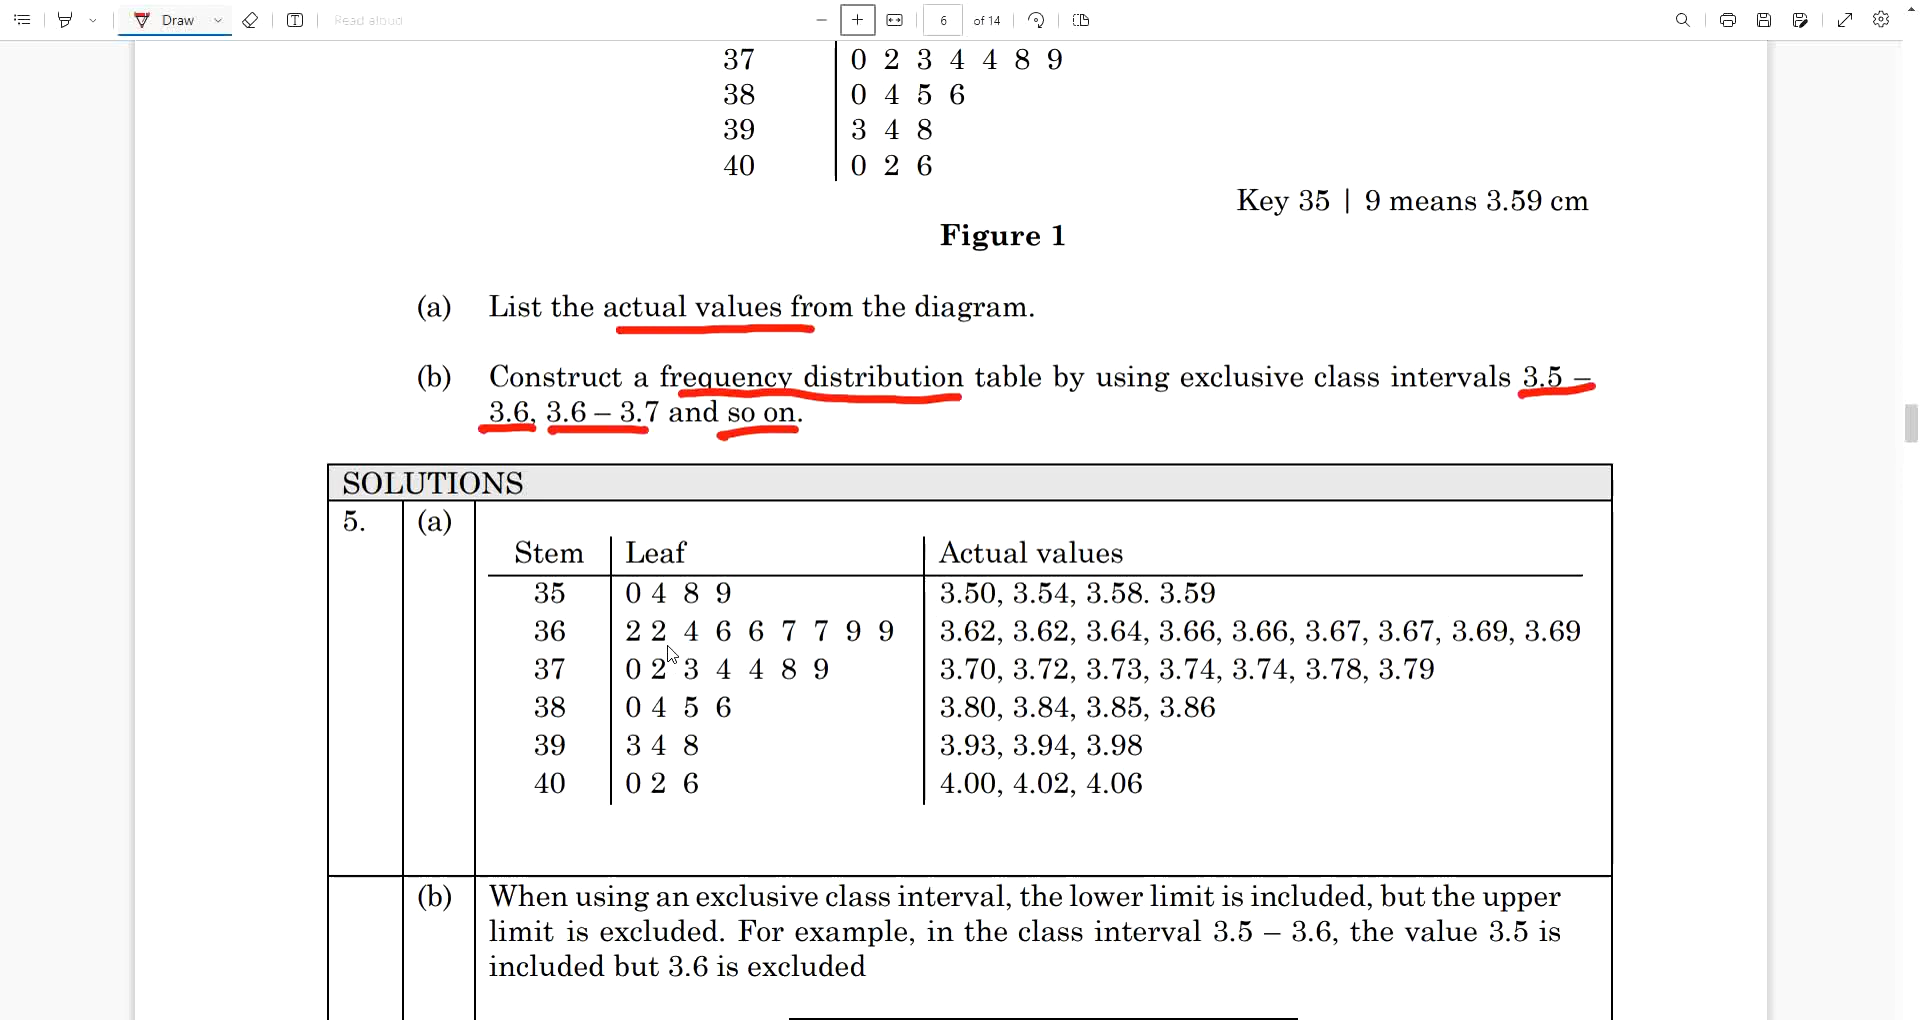 Draw
Read aloud
6 of 14
37 0 2 3 4 4 8 9
38 0 4 5 6
39 3 4 8
40 0 2 6
Key 35 | 9 means 3.59 cm
Figure 1
(a) List the actual values from the diagram.
(b) Construct a frequency distribution table by using exclusive class intervals 3.5 –
3.6, 3.6 – 3.7 and so on.
SOLUTIONS
5. (a)
Stem Leaf Actual values
35 0 4 8 9 3.50, 3.54, 3.58. 3.59
36 2 2 4 6 6 7 7 9 9 3.62, 3.62, 3.64, 3.66, 3.66, 3.67, 3.67, 3.69, 3.69
37 0 2 3 4 4 8 9 3.70, 3.72, 3.73, 3.74, 3.74, 3.78, 3.79
38 0 4 5 6 3.80, 3.84, 3.85, 3.86
39 3 4 8 3.93, 3.94, 3.98
40 0 2 6 4.00, 4.02, 4.06
(b) When using an exclusive class interval, the lower limit is included, but the upper
limit is excluded. For example, in the class interval 3.5 – 3.6, the value 3.5 is
included but 3.6 is excluded